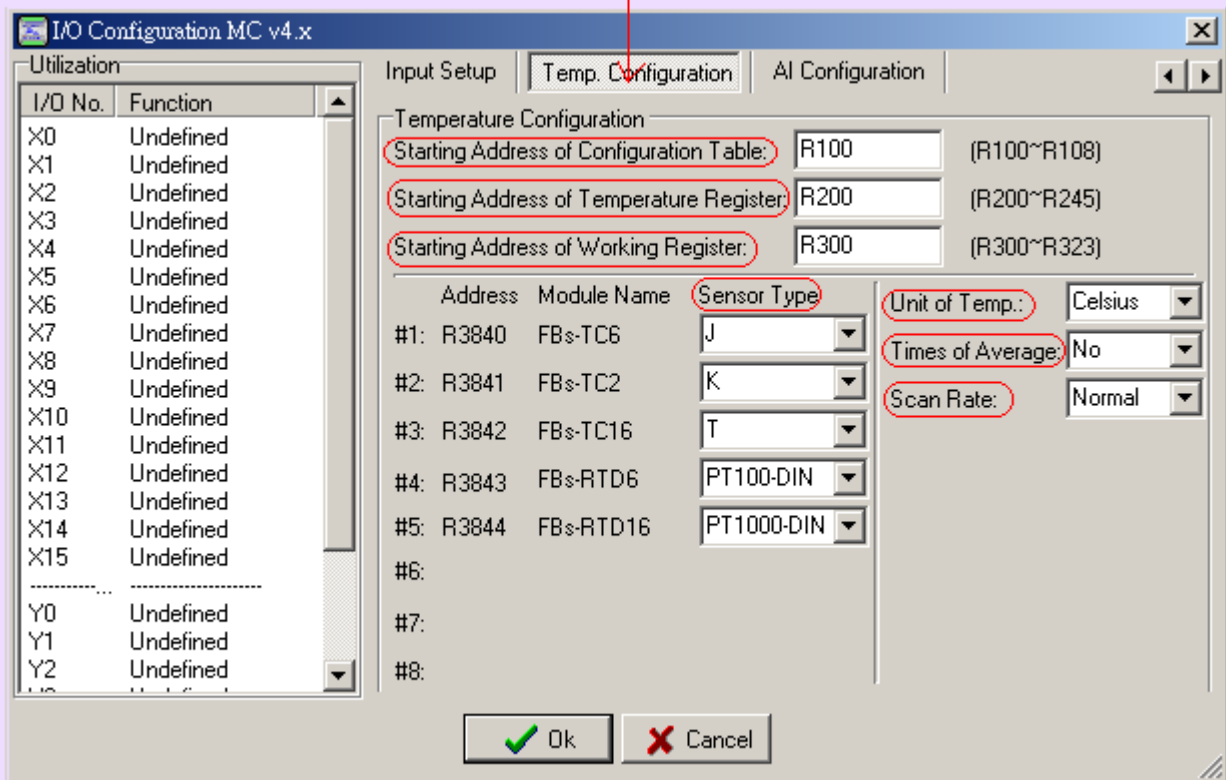 I/O Configuration MC v4.x
Utilization
I/O No. Function
X0 Undefined
X1 Undefined
X2 Undefined
X3 Undefined
X4 Undefined
X5 Undefined
X6 Undefined
X7 Undefined
X8 Undefined
X9 Undefined
X10 Undefined
X11 Undefined
X12 Undefined
X13 Undefined
X14 Undefined
X15 Undefined
-----------... ----------------------
Y0 Undefined
Y1 Undefined
Y2 Undefined
Input Setup Temp. Configuration AI Configuration
Temperature Configuration
Starting Address of Configuration Table: R100 (R100~R108)
Starting Address of Temperature Register: R200 (R200~R245)
Starting Address of Working Register: R300 (R300~R323)
Address Module Name Sensor Type
#1: R3840 FBs-TC6 J
#2: R3841 FBs-TC2 K
#3: R3842 FBs-TC16 T
#4: R3843 FBs-RTD6 PT100-DIN
#5: R3844 FBs-RTD16 PT1000-DIN
#6:
#7:
#8:
Unit of Temp.: Celsius
Times of Average: No
Scan Rate: Normal
Ok Cancel